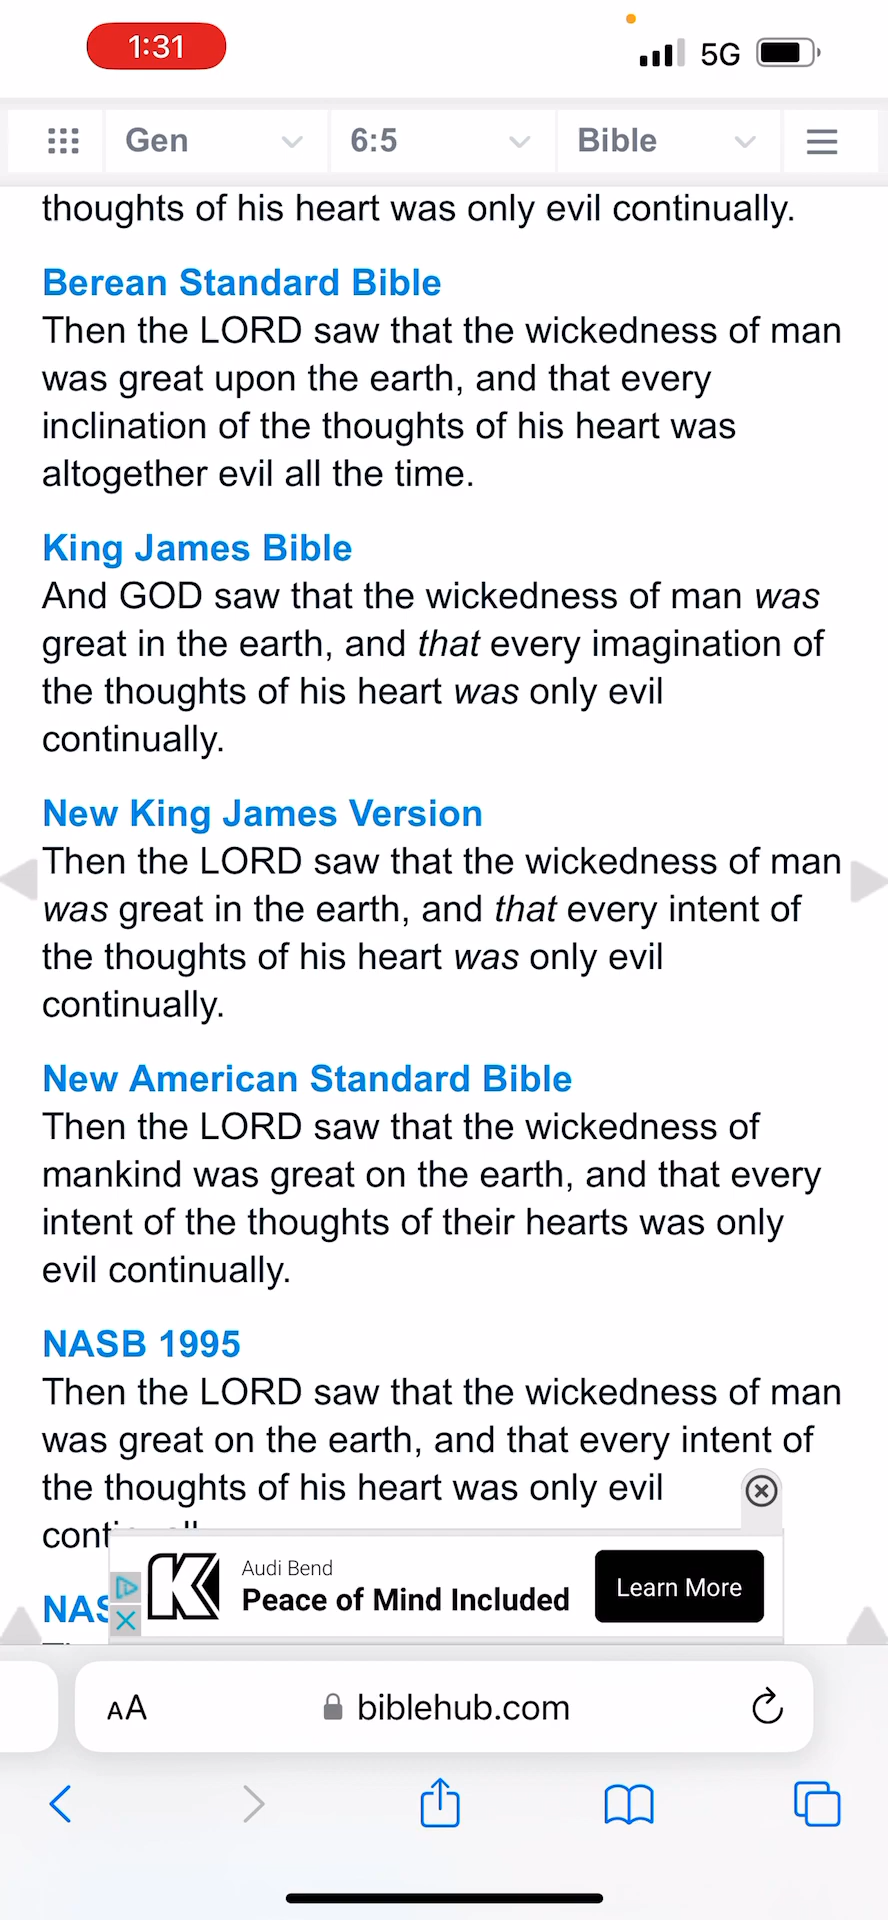 1:31
5G
Gen
6:5
Bible
thoughts of his heart was only evil continually.
Berean Standard Bible
Then the LORD saw that the wickedness of man
was great upon the earth, and that every
inclination of the thoughts of his heart was
altogether evil all the time.
King James Bible
And GOD saw that the wickedness of man was
great in the earth, and that every imagination of
the thoughts of his heart was only evil
continually.
New King James Version
Then the LORD saw that the wickedness of man
was great in the earth, and that every intent of
the thoughts of his heart was only evil
continually.
New American Standard Bible
Then the LORD saw that the wickedness of
mankind was great on the earth, and that every
intent of the thoughts of their hearts was only
evil continually.
NASB 1995
Then the LORD saw that the wickedness of man
was great on the earth, and that every intent of
the thoughts of his heart was only evil
Audi Bend
Peace of Mind Included
Learn More
AA
biblehub.com